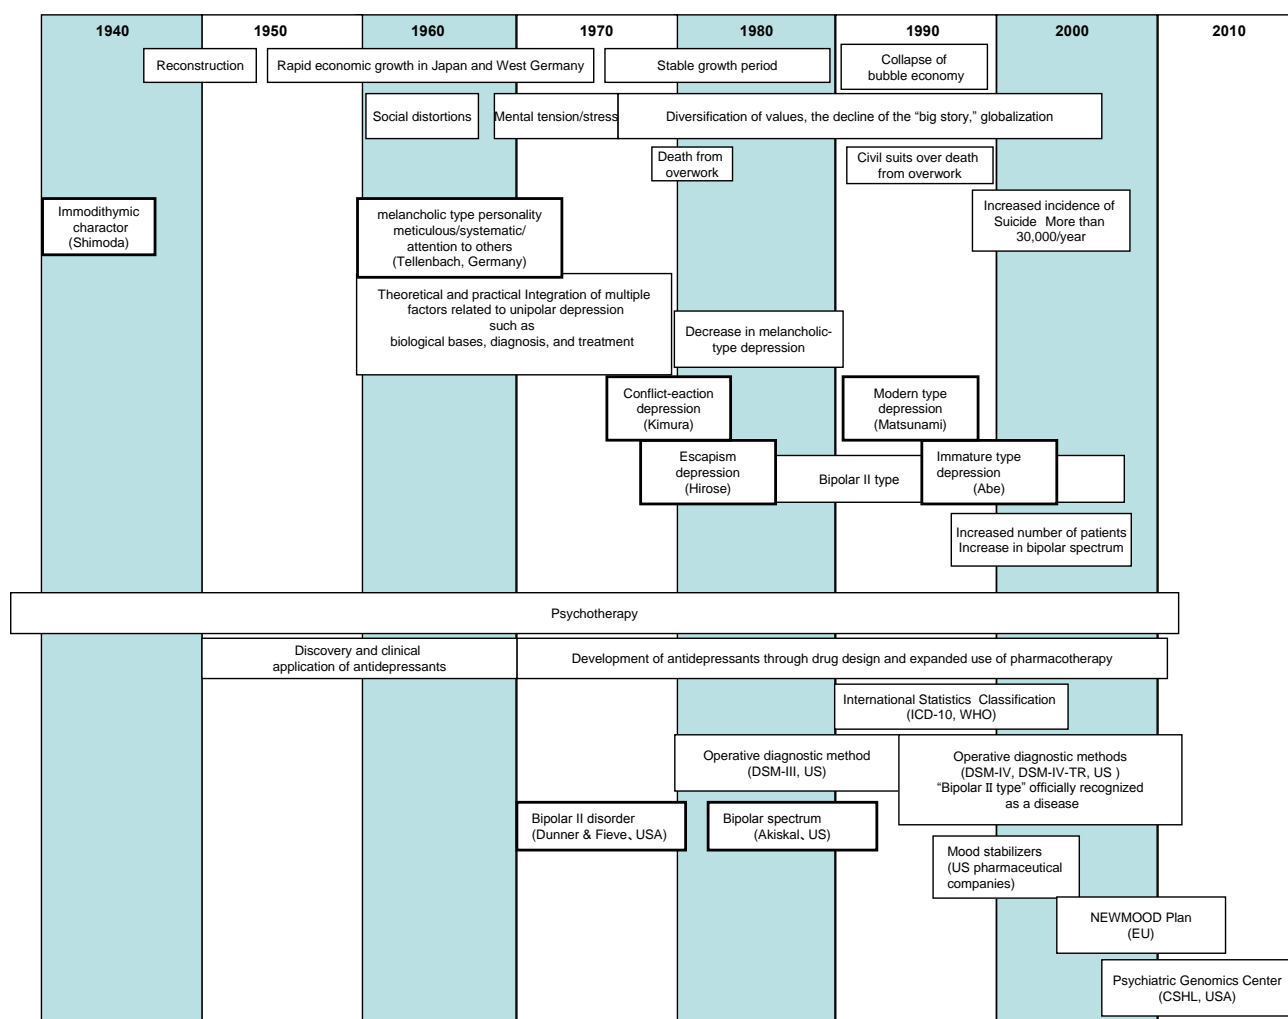 1940 1950 1960 1970 1980 1990 2000 2010
Reconstruction
Rapid economic growth in Japan and West Germany
Stable growth period
Collapse of
bubble economy
Social distortions
Mental tension/stress
Diversification of values, the decline of the “big story,” globalization
Death from
overwork
Civil suits over death
from overwork
Immodithymic
charactor
(Shimoda)
melancholic type personality
meticulous/systematic/
attention to others
(Tellenbach, Germany)
Increased incidence of
Suicide More than
30,000/year
Theoretical and practical Integration of multiple
factors related to unipolar depression
such as
biological bases, diagnosis, and treatment
Decrease in melancholic-
type depression
Conflict-eaction
depression
(Kimura)
Modern type
depression
(Matsunami)
Escapism
depression
(Hirose)
Bipolar II type
Immature type
depression
(Abe)
Increased number of patients
Increase in bipolar spectrum
Psychotherapy
Discovery and clinical
application of antidepressants
Development of antidepressants through drug design and expanded use of pharmacotherapy
International Statistics Classification
(ICD-10, WHO)
Operative diagnostic method
(DSM-III, US)
Operative diagnostic methods
(DSM-IV, DSM-IV-TR, US )
“Bipolar II type” officially recognized
as a disease
Bipolar II disorder
(Dunner & Fieve、USA)
Bipolar spectrum
(Akiskal、US)
Mood stabilizers
(US pharmaceutical
companies)
NEWMOOD Plan
(EU)
Psychiatric Genomics Center
(CSHL, USA)